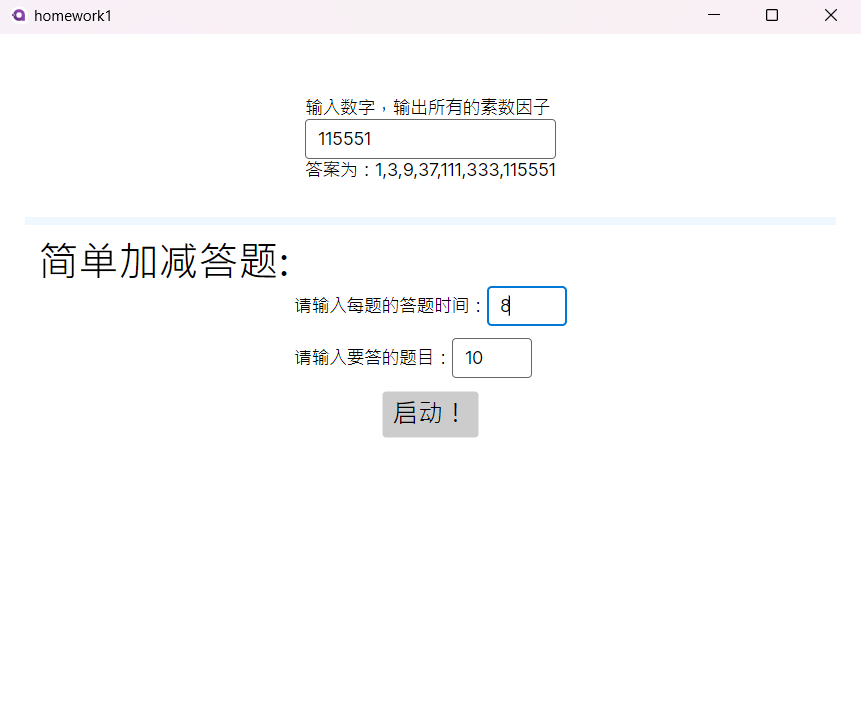 homework1
输入数字，输出所有的素数因子
115551
答案为：1,3,9,37,111,333,115551
简单加减答题:
请输入每题的答题时间：8
请输入要答的题目：10
启动！